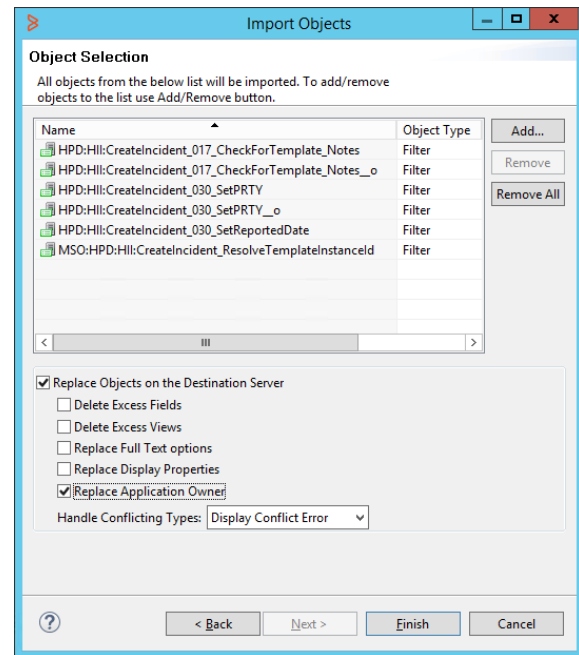 Import Objects
Object Selection
All objects from the below list will be imported. To add/remove
objects to the list use Add/Remove button.
Name Object Type
HPD:HII:CreateIncident_017_CheckForTemplate_Notes Filter
HPD:HII:CreateIncident_017_CheckForTemplate_Notes__o Filter
HPD:HII:CreateIncident_030_SetPRTY Filter
HPD:HII:CreateIncident_030_SetPRTY__o Filter
HPD:HII:CreateIncident_030_SetReportedDate Filter
MSO:HPD:HII:CreateIncident_ResolveTemplateInstanceId Filter
Add...
Remove
Remove All
Replace Objects on the Destination Server
Delete Excess Fields
Delete Excess Views
Replace Full Text options
Replace Display Properties
Replace Application Owner
Handle Conflicting Types: Display Conflict Error
< Back Next > Finish Cancel